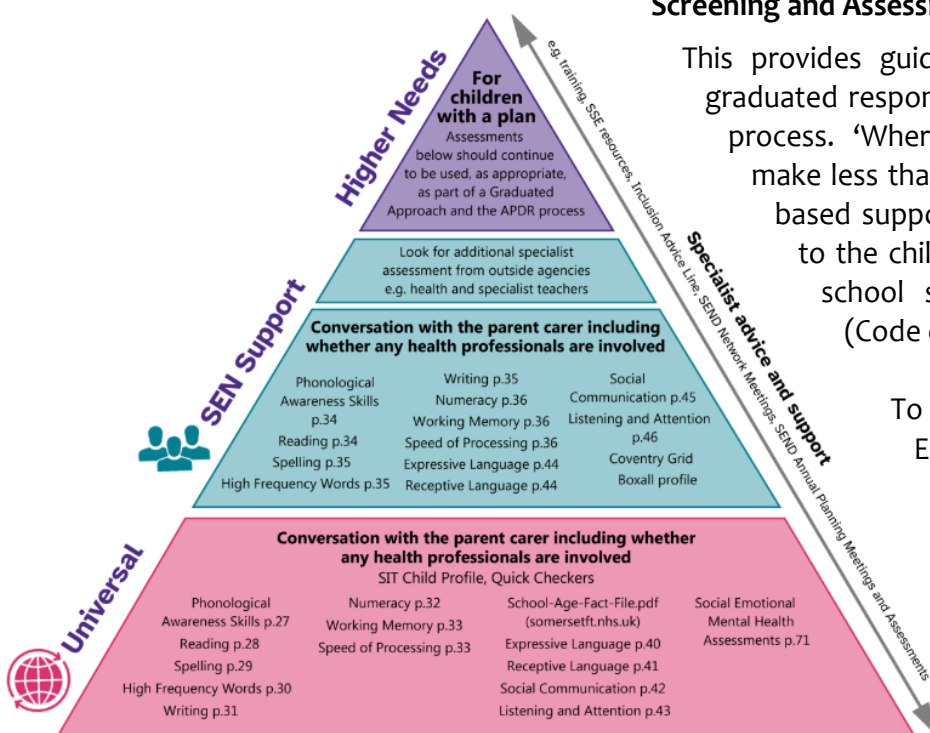 Screening and Assess
This provides guid
graduated respon
process. ‘Wher
make less tha
based suppo
to the chil
school s
(Code
To
E
Higher Needs
For
children
with a plan
Assessments
below should continue
to be used, as appropriate,
as part of a Graduated
Approach and the APDR process
SEN Support
Look for additional specialist
assessment from outside agencies
e.g. health and specialist teachers
Conversation with the parent carer including
whether any health professionals are involved
Phonological
Awareness Skills
p.34
Reading p.34
Spelling p.35
High Frequency Words p.35
Writing p.35
Numeracy p.36
Working Memory p.36
Speed of Processing p.36
Expressive Language p.44
Receptive Language p.44
Social
Communication p.45
Listening and Attention
p.46
Coventry Grid
Boxall profile
Universal
Conversation with the parent carer including whether
any health professionals are involved
SIT Child Profile, Quick Checkers
Phonological
Awareness Skills p.27
Reading p.28
Spelling p.29
High Frequency Words p.30
Writing p.31
Numeracy p.32
Working Memory p.33
Speed of Processing p.33
School-Age-Fact-File.pdf
(somersetft.nhs.uk)
Expressive Language p.40
Receptive Language p.41
Social Communication p.42
Listening and Attention p.43
Social Emotional
Mental Health
Assessments p.71
Specialist advice and support
e.g. training, SSE resources, Inclusion Advice Line, SEND Network Meetings, SEND Annual Planning Meetings and Assessments